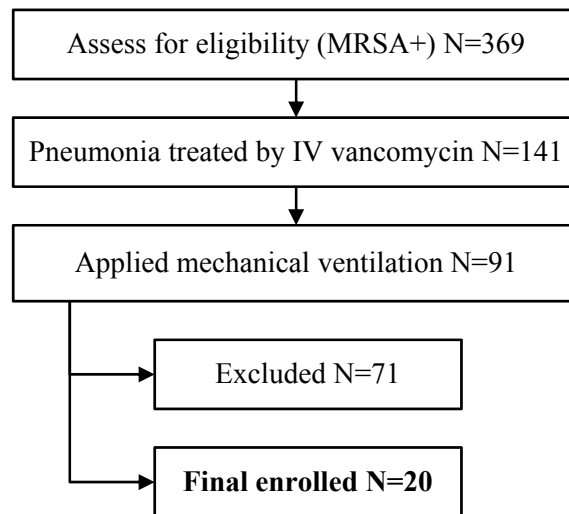 Assess for eligibility (MRSA+) N=369
Pneumonia treated by IV vancomycin N=141
Applied mechanical ventilation N=91
Excluded N=71
Final enrolled N=20